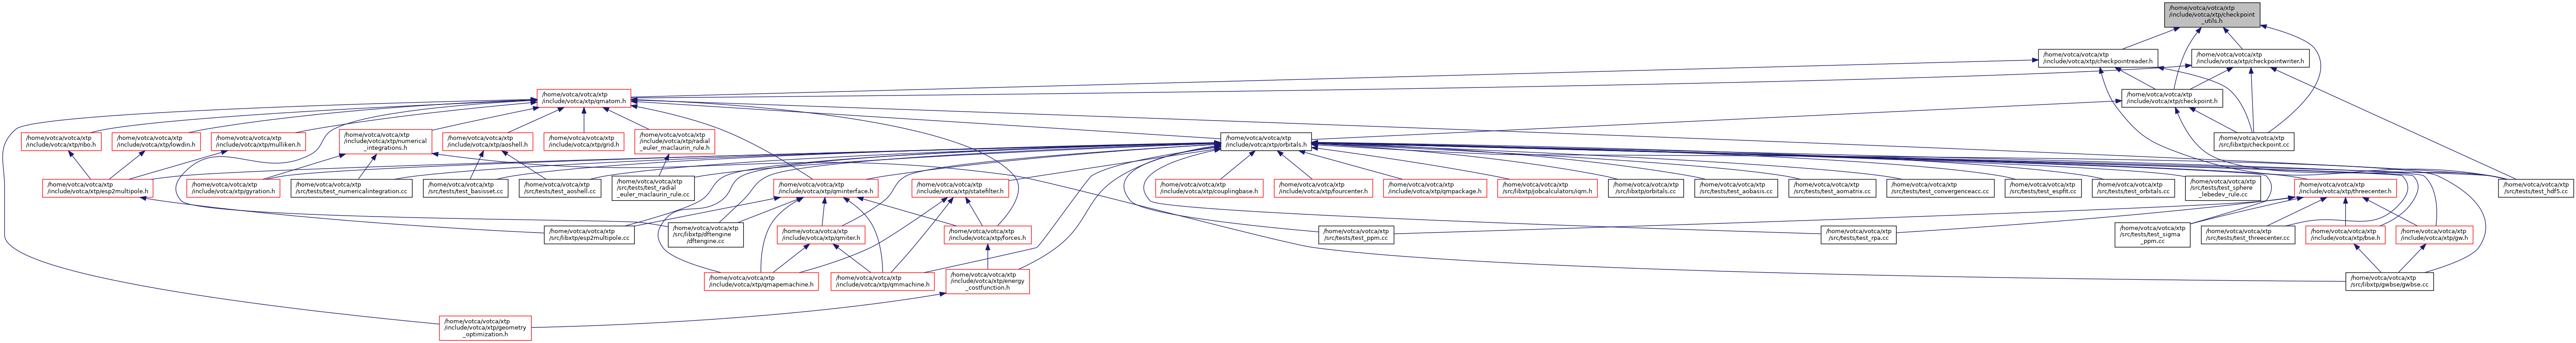 /home/votca/votca/xtp
/include/votca/xtp/checkpoint
_utils.h
/home/votca/votca/xtp
/include/votca/xtp/checkpointreader.h
/home/votca/votca/xtp
/include/votca/xtp/checkpointwriter.h
/home/votca/votca/xtp
/include/votca/xtp/qmatom.h
/home/votca/votca/xtp
/include/votca/xtp/checkpoint.h
/home/votca/votca/xtp
/include/votca/xtp/nbo.h
/home/votca/votca/xtp
/include/votca/xtp/lowdin.h
/home/votca/votca/xtp
/include/votca/xtp/mulliken.h
/home/votca/votca/xtp
/include/votca/xtp/numerical
_integrations.h
/home/votca/votca/xtp
/include/votca/xtp/aoshell.h
/home/votca/votca/xtp
/include/votca/xtp/grid.h
/home/votca/votca/xtp
/include/votca/xtp/radial
_euler_maclaurin_rule.h
/home/votca/votca/xtp
/include/votca/xtp/orbitals.h
/home/votca/votca/xtp
/src/libxtp/checkpoint.cc
/home/votca/votca/xtp
/include/votca/xtp/esp2multipole.h
/home/votca/votca/xtp
/include/votca/xtp/gyration.h
/home/votca/votca/xtp
/src/tests/test_numericalintegration.cc
/home/votca/votca/xtp
/src/tests/test_basisset.cc
/home/votca/votca/xtp
/src/tests/test_aoshell.cc
/home/votca/votca/xtp
/src/tests/test_radial
_euler_maclaurin_rule.cc
/home/votca/votca/xtp
/include/votca/xtp/qminterface.h
/home/votca/votca/xtp
/include/votca/xtp/statefilter.h
/home/votca/votca/xtp
/include/votca/xtp/couplingbase.h
/home/votca/votca/xtp
/include/votca/xtp/fourcenter.h
/home/votca/votca/xtp
/include/votca/xtp/qmpackage.h
/home/votca/votca/xtp
/src/libxtp/jobcalculators/iqm.h
/home/votca/votca/xtp
/src/libxtp/orbitals.cc
/home/votca/votca/xtp
/src/tests/test_aobasis.cc
/home/votca/votca/xtp
/src/tests/test_aomatrix.cc
/home/votca/votca/xtp
/src/tests/test_convergenceacc.cc
/home/votca/votca/xtp
/src/tests/test_espfit.cc
/home/votca/votca/xtp
/src/tests/test_orbitals.cc
/home/votca/votca/xtp
/src/tests/test_sphere
_lebedev_rule.cc
/home/votca/votca/xtp
/include/votca/xtp/threecenter.h
/home/votca/votca/xtp
/src/tests/test_hdf5.cc
/home/votca/votca/xtp
/src/libxtp/esp2multipole.cc
/home/votca/votca/xtp
/src/libxtp/dftengine
/dftengine.cc
/home/votca/votca/xtp
/include/votca/xtp/qmiter.h
/home/votca/votca/xtp
/include/votca/xtp/forces.h
/home/votca/votca/xtp
/src/tests/test_ppm.cc
/home/votca/votca/xtp
/src/tests/test_rpa.cc
/home/votca/votca/xtp
/src/tests/test_sigma
_ppm.cc
/home/votca/votca/xtp
/src/tests/test_threecenter.cc
/home/votca/votca/xtp
/include/votca/xtp/bse.h
/home/votca/votca/xtp
/include/votca/xtp/gw.h
/home/votca/votca/xtp
/include/votca/xtp/qmapemachine.h
/home/votca/votca/xtp
/include/votca/xtp/qmmachine.h
/home/votca/votca/xtp
/include/votca/xtp/energy
_costfunction.h
/home/votca/votca/xtp
/src/libxtp/gwbse/gwbse.cc
/home/votca/votca/xtp
/include/votca/xtp/geometry
_optimization.h